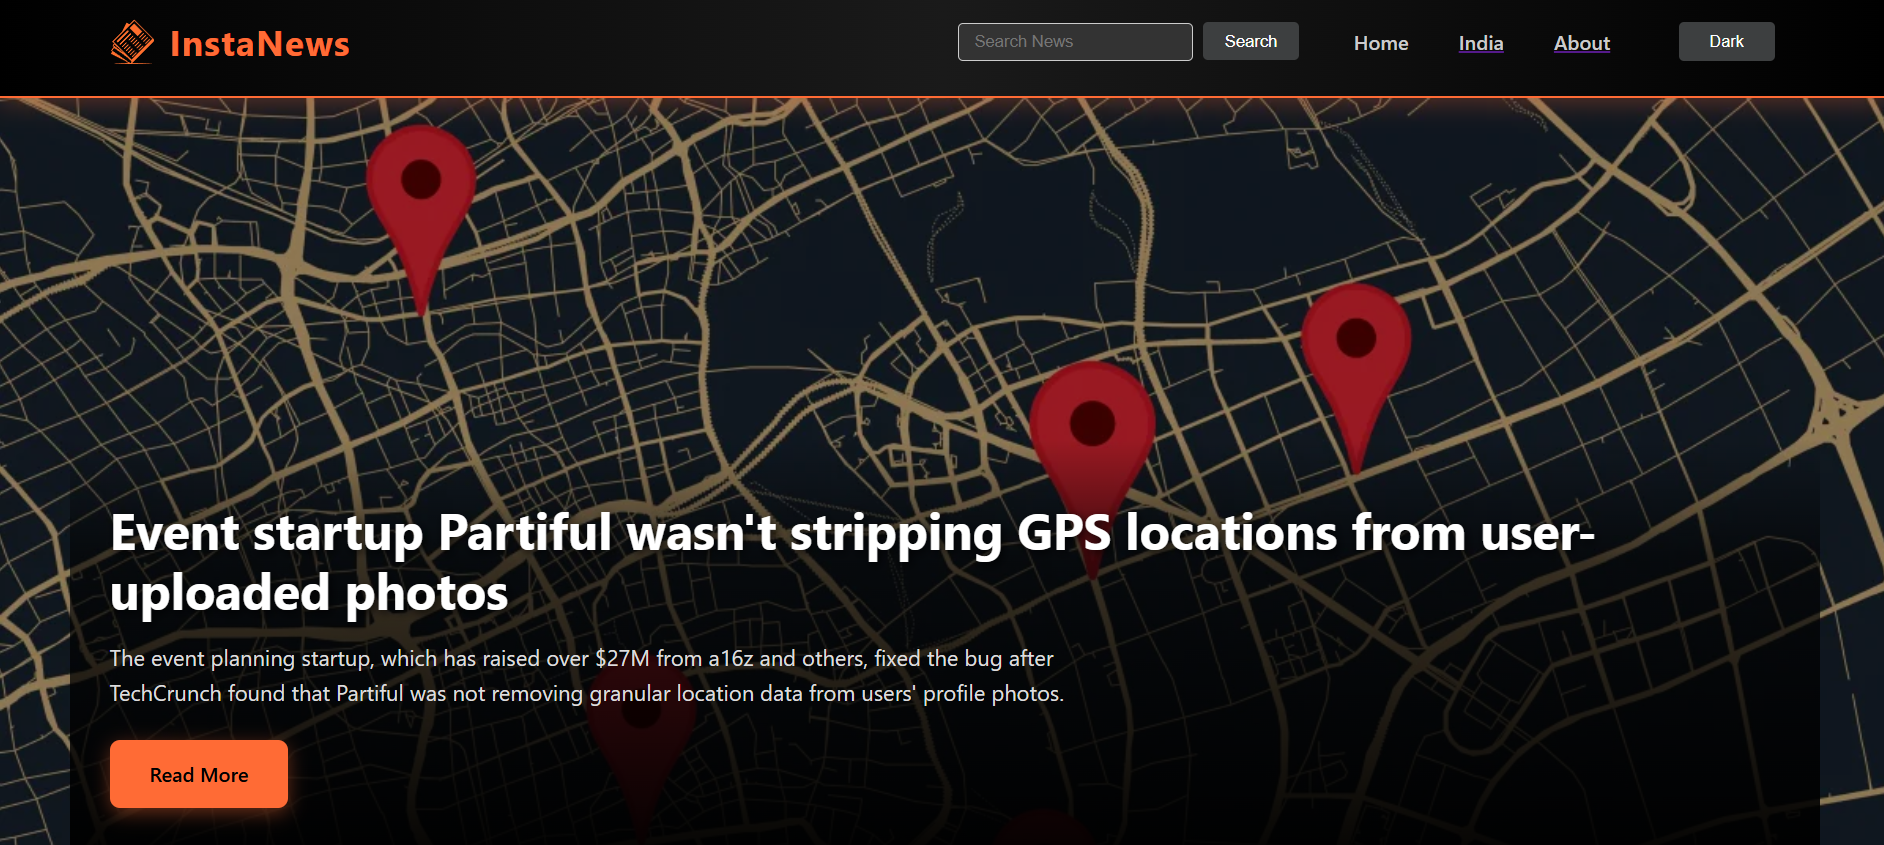 InstaNews
Search News
Search
Home
India
About
Dark
Event startup Partiful wasn't stripping GPS locations from user-
uploaded photos
The event planning startup, which has raised over $27M from a16z and others, fixed the bug after
TechCrunch found that Partiful was not removing granular location data from users' profile photos.
Read More